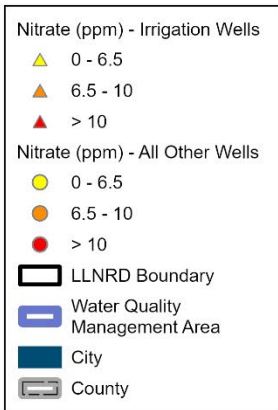 Nitrate (ppm) - Irrigation Wells
0 - 6.5
6.5 - 10
> 10
Nitrate (ppm) - All Other Wells
0 - 6.5
6.5 - 10
> 10
LLNRD Boundary
Water Quality
Management Area
City
County